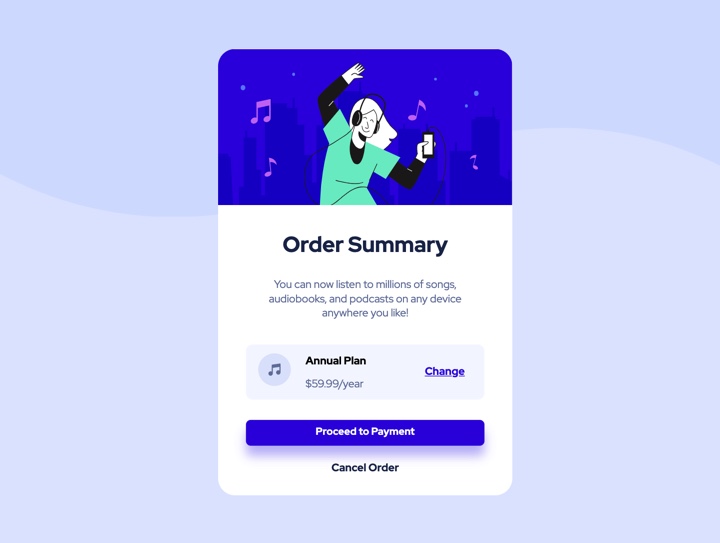 Order Summary
You can now listen to millions of songs,
audiobooks, and podcasts on any device
anywhere you like!
Annual Plan
$59.99/year
Change
Proceed to Payment
Cancel Order